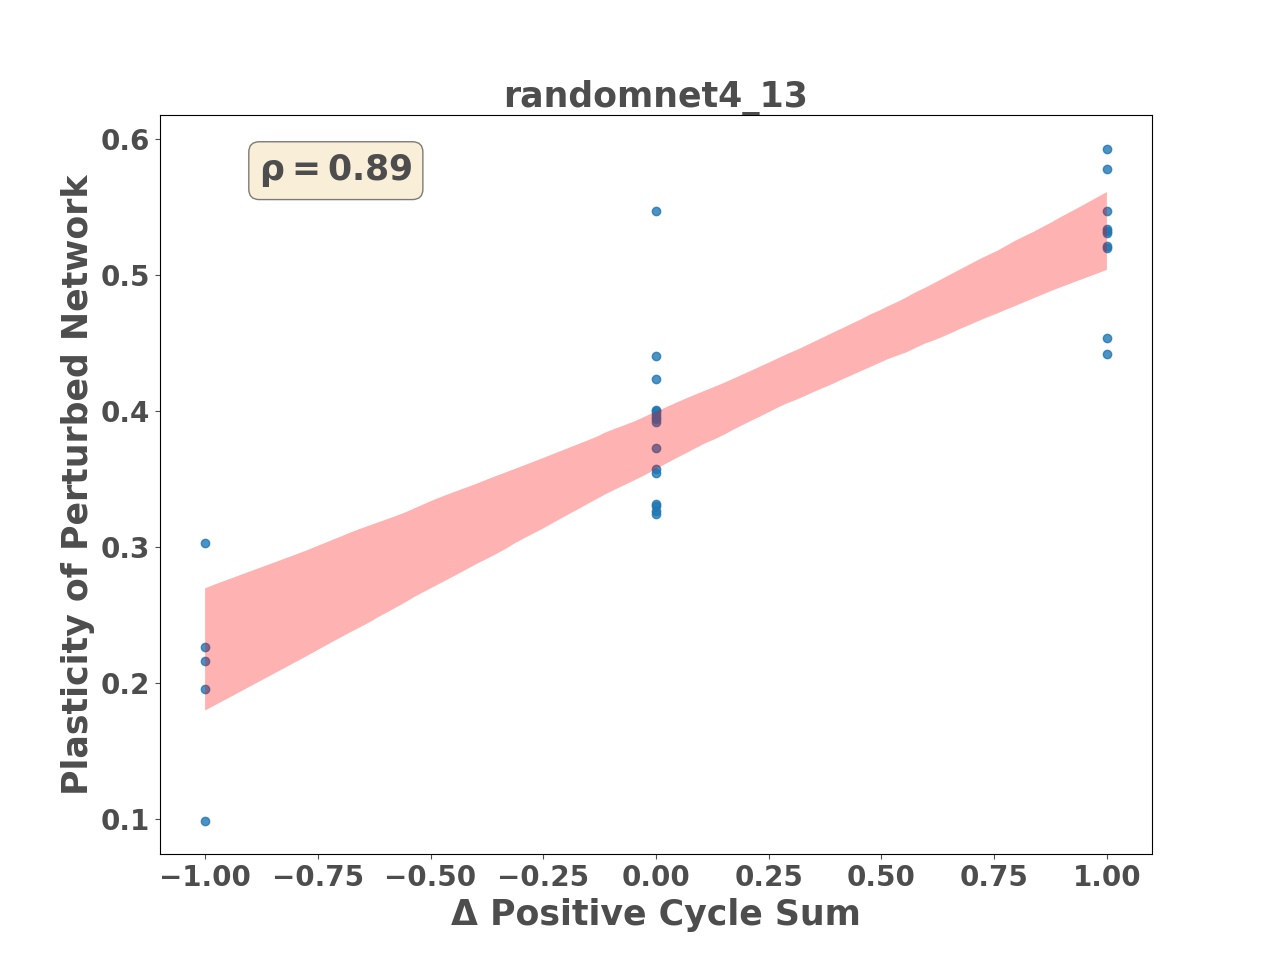 randomnet4_13
ρ = 0.89
Plasticity of Perturbed Network
0.6
0.5
0.4
0.3
0.2
0.1
−1.00 −0.75 −0.50 −0.25 0.00 0.25 0.50 0.75 1.00
Δ Positive Cycle Sum